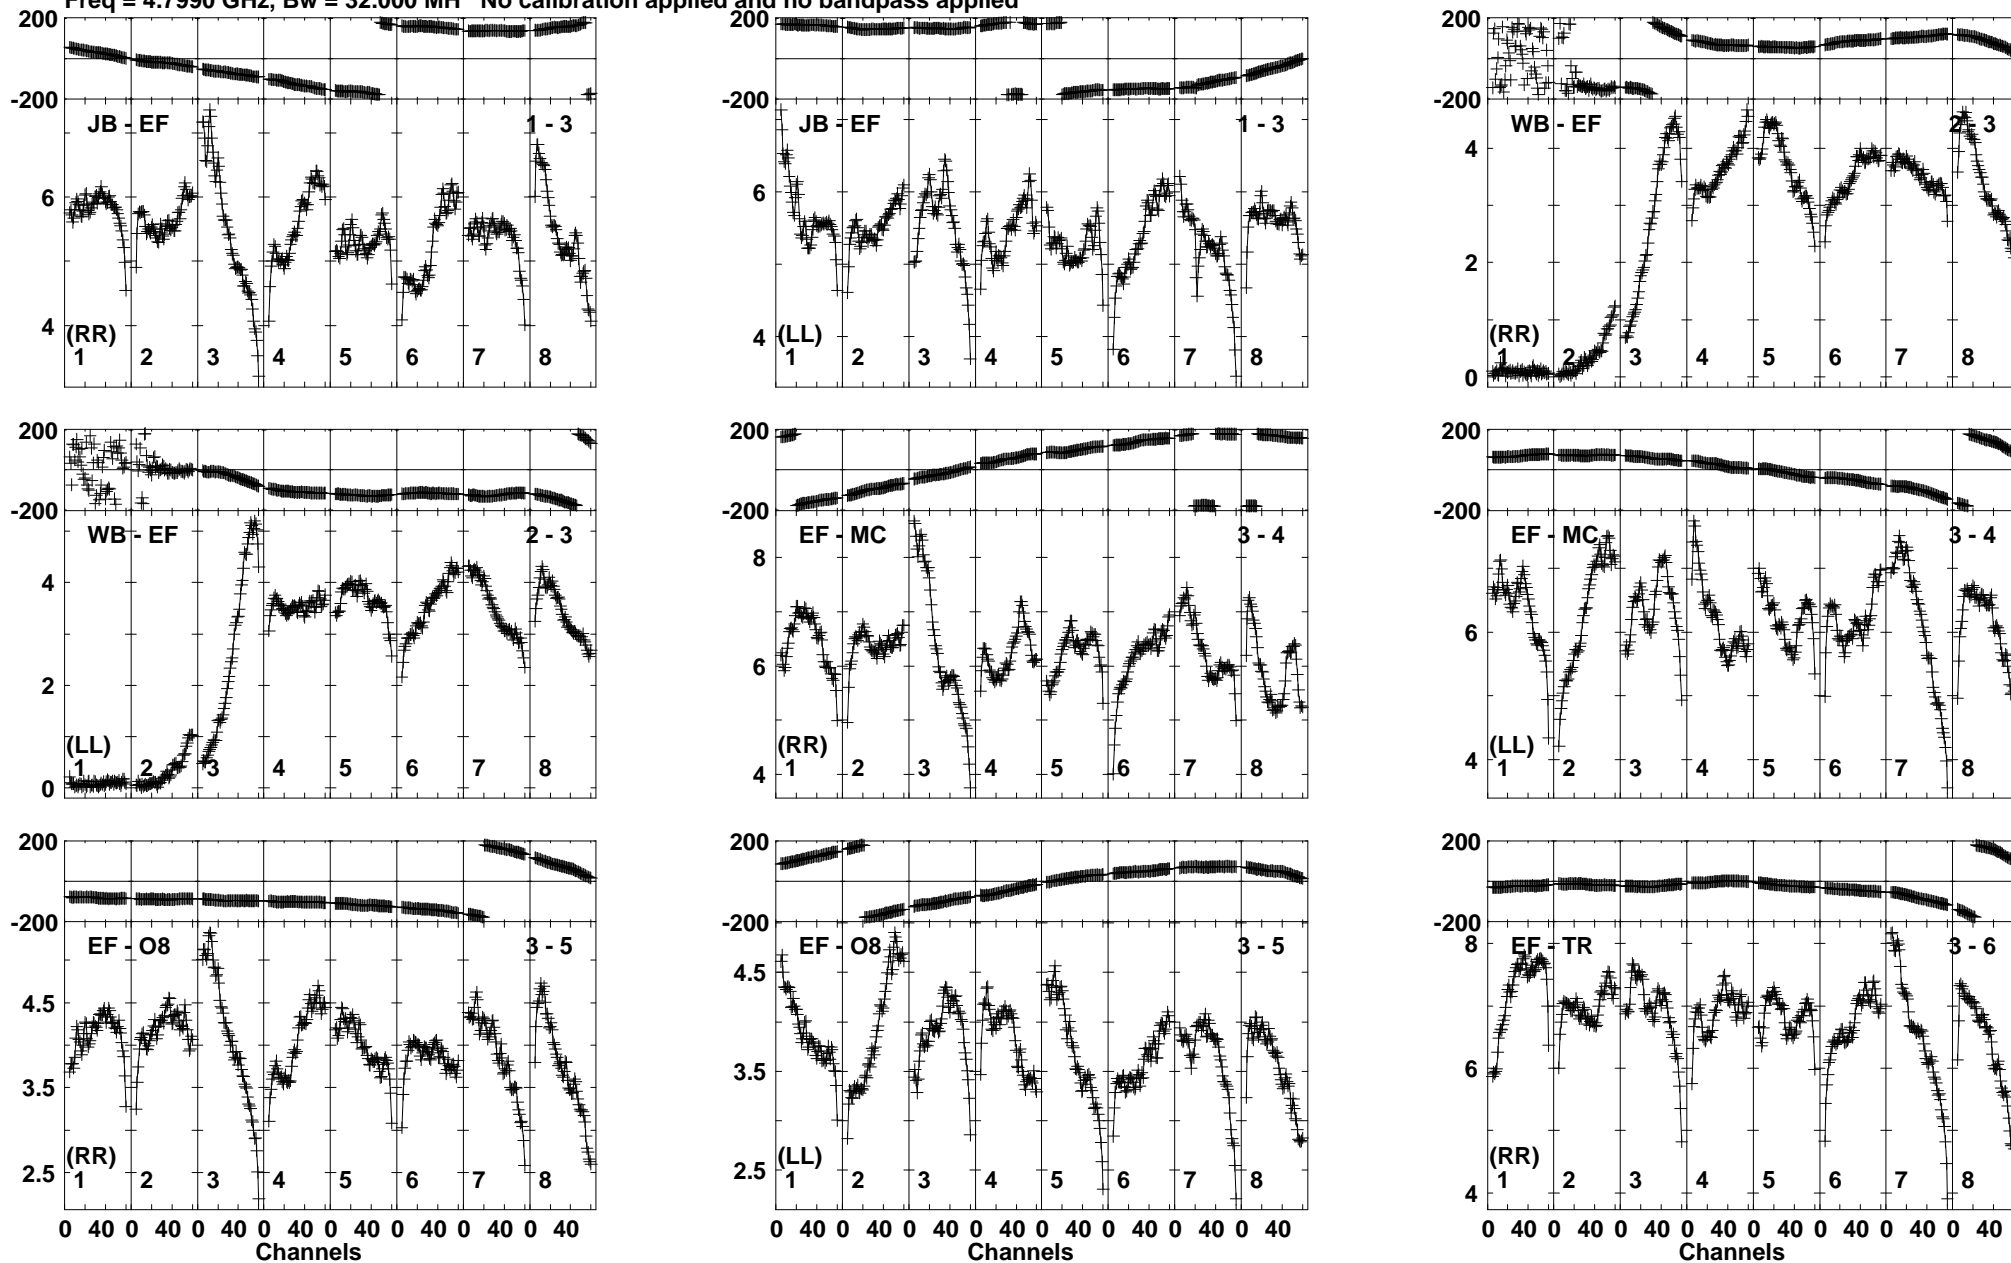 Freq = 4.7990 GHz, Bw = 32.000 MH No calibration applied and no bandpass applied
200 200 200
-200 -200 -200
JB - EF 1 - 3 JB - EF 1 - 3 WB - EF 2 - 3
6 4 6 4 4 2 0
(RR) (LL) (RR)
1 2 3 4 5 6 7 8 1 2 3 4 5 6 7 8 1 2 3 4 5 6 7 8
200 200 200
-200 -200 -200
WB - EF 2 - 3 EF - MC 3 - 4 EF - MC 3 - 4
4 2 0 8 6 4 6 4
(LL) (RR) (LL)
1 2 3 4 5 6 7 8 1 2 3 4 5 6 7 8 1 2 3 4 5 6 7 8
200 200 200
-200 -200 -200
EF - O8 3 - 5 EF - O8 3 - 5 EF - TR 3 - 6
4.5 3.5 2.5 4.5 3.5 2.5 8 6 4
(RR) (LL) (RR)
1 2 3 4 5 6 7 8 1 2 3 4 5 6 7 8 1 2 3 4 5 6 7 8
0 40 0 40 0 40 0 40 0 40 0 40 0 40 0 40 0 40 0 40 0 40 0 40 0 40 0 40 0 40 0 40 0 40 0 40 0 40 0 40 0 40 0 40 0 40 0 40
Channels Channels Channels